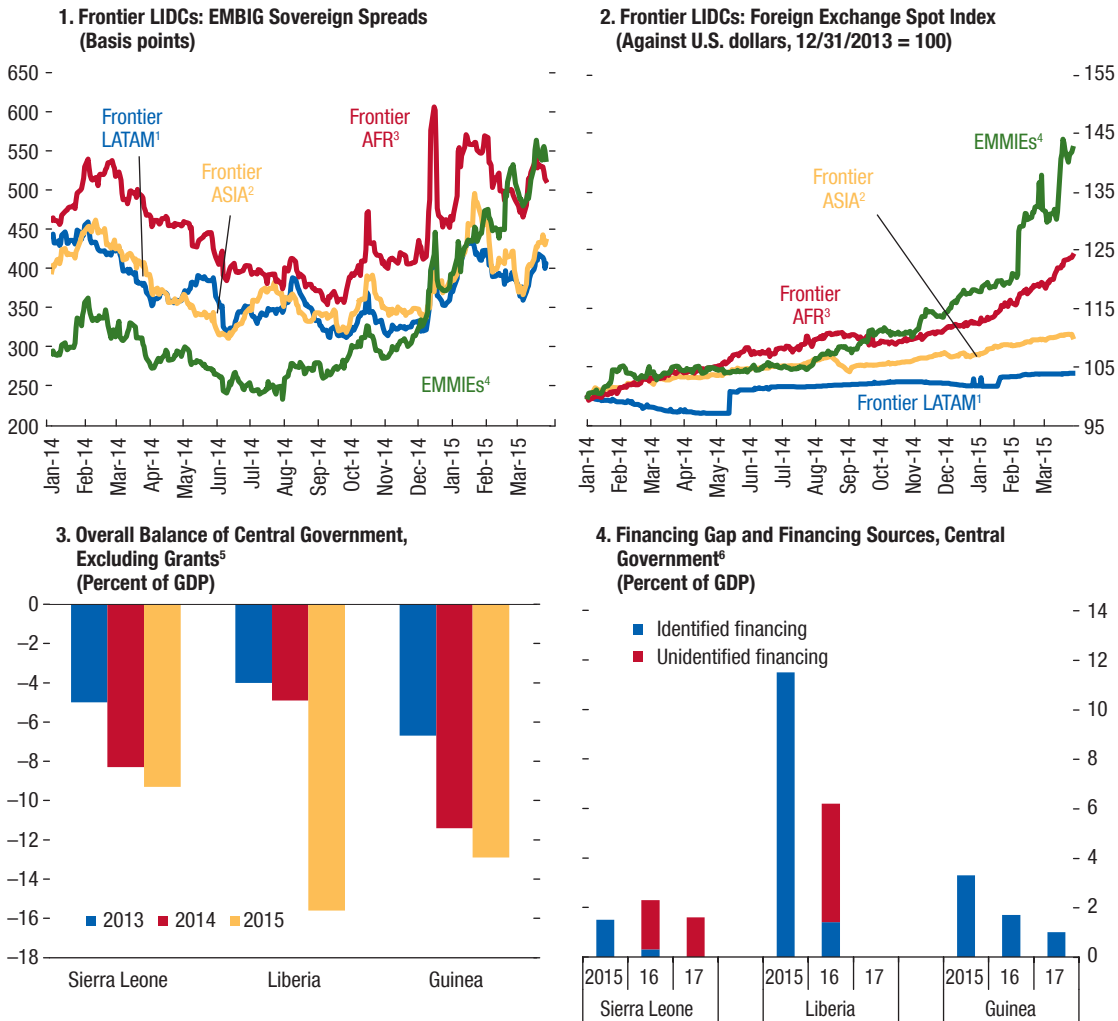 1. Frontier LIDCs: EMBIG Sovereign Spreads
(Basis points)
650
600
550
500
450
400
350
300
250
200
Frontier
LATAM¹
Frontier
ASIA²
Frontier
AFR³
EMMIEs⁴
Jan-14
Feb-14
Mar-14
Apr-14
May-14
Jun-14
Jul-14
Aug-14
Sep-14
Oct-14
Nov-14
Dec-14
Jan-15
Feb-15
Mar-15
2. Frontier LIDCs: Foreign Exchange Spot Index
(Against U.S. dollars, 12/31/2013 = 100)
155
145
135
125
115
105
95
EMMIEs⁴
Frontier
ASIA²
Frontier
AFR³
Frontier LATAM¹
Jan-14
Feb-14
Mar-14
Apr-14
May-14
Jun-14
Jul-14
Aug-14
Sep-14
Oct-14
Nov-14
Dec-14
Jan-15
Feb-15
Mar-15
3. Overall Balance of Central Government,
Excluding Grants⁵
(Percent of GDP)
0
–2
–4
–6
–8
–10
–12
–14
–16
–18
2013 2014 2015
Sierra Leone Liberia Guinea
4. Financing Gap and Financing Sources, Central
Government⁶
(Percent of GDP)
Identified financing
Unidentified financing
14
12
10
8
6
4
2
0
2015 16 17 2015 16 17 2015 16 17
Sierra Leone Liberia Guinea